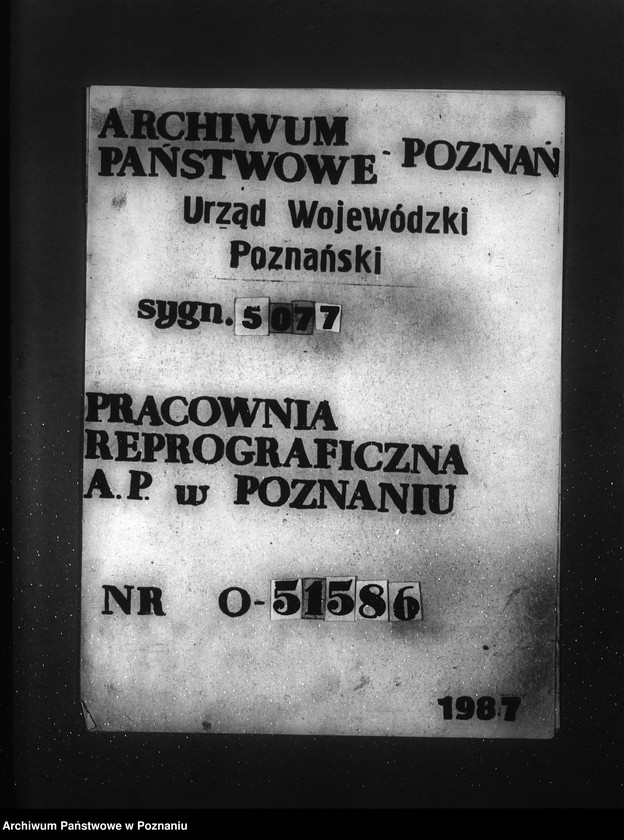 ARCHIWUM
PAŃSTWOWE - POZNAŃ
Urząd Wojewódzki
Poznański
sygn. 5077
PRACOWNIA
REPROGRAFICZNA
A.P. w POZNANIU
NR O-51586
1987
Archiwum Państwowe w Poznaniu